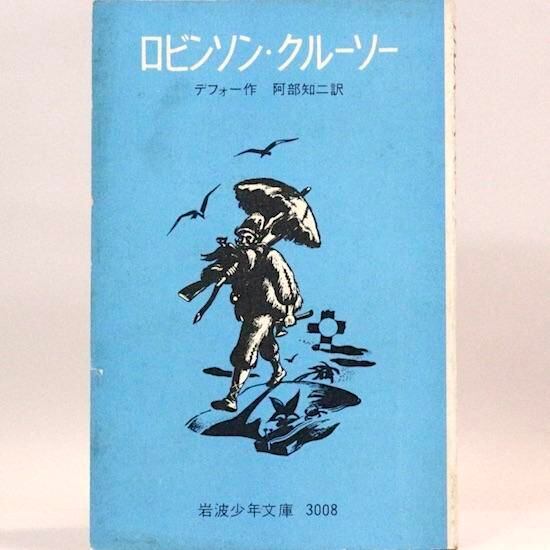 ロビンソン・クルーソー
デフォー作 阿部知二訳
岩波少年文庫 3008